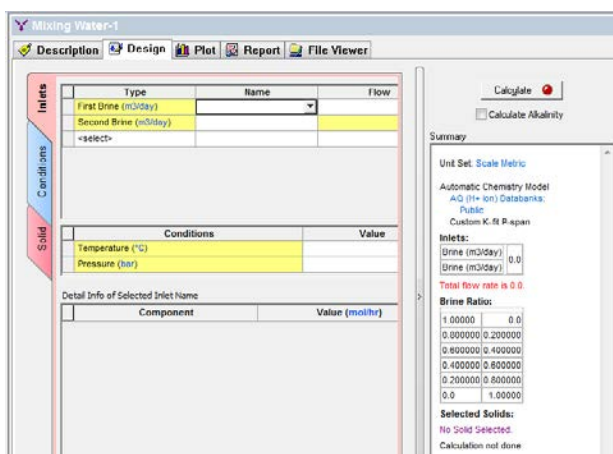 Mixing Water-1
Description Design Plot Report File Viewer
Inlets
Conditions
Solid
Type Name Flow
First Brine (m3/day)
Second Brine (m3/day)
<select>
Conditions Value
Temperature (°C)
Pressure (bar)
Detail Info of Selected Inlet Name
Component Value (mol/hr)
Calculate
Calculate Alkalinity
Summary
Unit Set: Scale Metric
Automatic Chemistry Model
AQ (H+ ion) Databanks:
Public
Custom K-fit P-span
Inlets:
Brine (m3/day) 0.0
Brine (m3/day)
Total flow rate is 0.0
Brine Ratio:
1.00000 0.0
0.800000 0.200000
0.600000 0.400000
0.400000 0.600000
0.200000 0.800000
0.0 1.00000
Selected Solids:
No Solid Selected.
Calculation not done